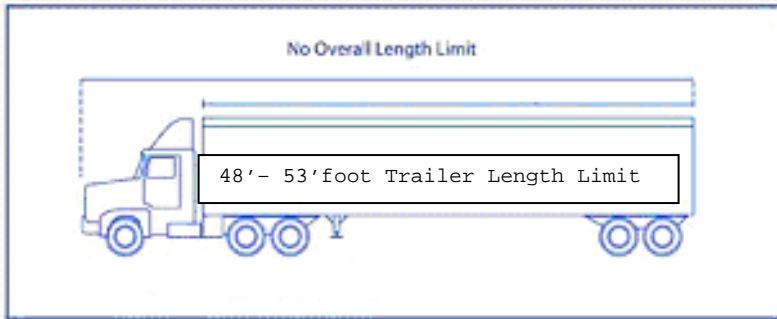 No Overall Length Limit
48’– 53’foot Trailer Length Limit